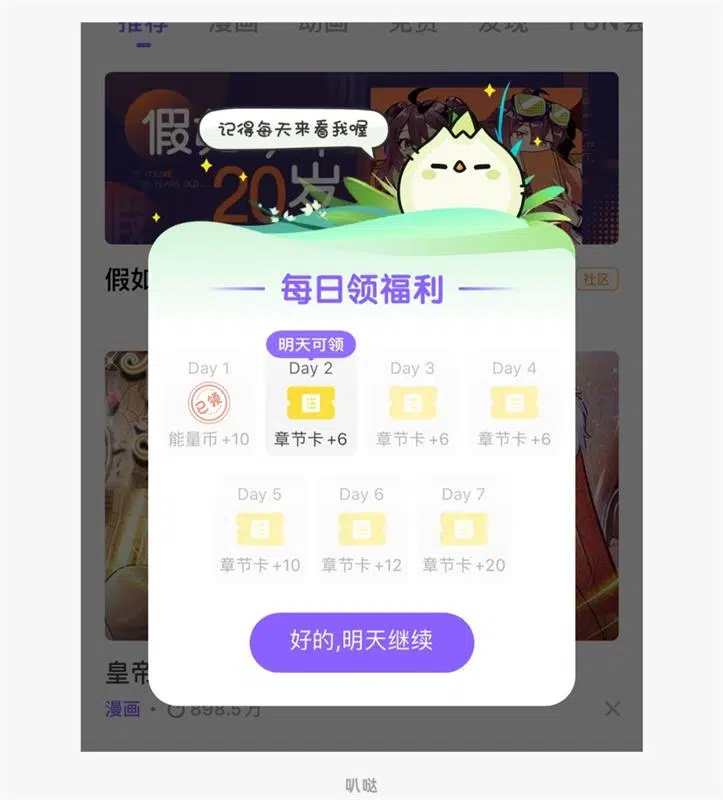 推荐 漫画 动画 免费 发现 FUN
记得每天来看我喔
20岁
假如
社区
每日领福利
明天可领
Day 1 Day 2 Day 3 Day 4
已领
能量币+10 章节卡+6 章节卡+6 章节卡+6
Day 5 Day 6 Day 7
章节卡+10 章节卡+12 章节卡+20
好的,明天继续
皇帝
漫画 · 898.5万
叭哒